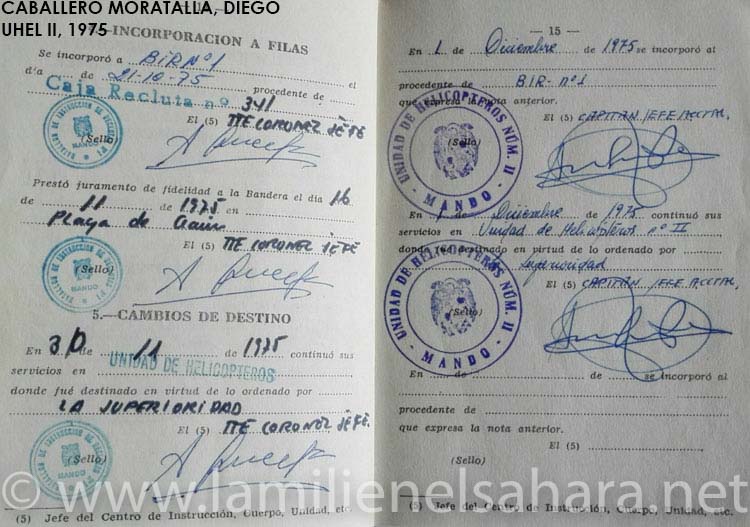 CABALLERO MORATALLA, DIEGO
UHEL II, 1975
INCORPORACION A FILAS
Se incorporó a BIR Nº1 el
día de 21-10-75 procedente de
Caja Recluta nº 341
El (5) TTE CORONEL JEFE
(Sello)
Prestó juramento de fidelidad a la Bandera el día 16
de 11 de 1975 en
Playa de
El (5) TTE CORONEL JEFE
(Sello)
MANDO
5.—CAMBIOS DE DESTINO
En 30 de 11 de 1975 continuó sus
servicios en UNIDAD DE HELICOPTEROS
donde fué destinado en virtud de lo ordenado por
LA SUPERIORIDAD
El (5) TTE CORONEL JEFE.
(Sello)
MANDO
(5) Jefe del Centro de Instrucción, Cuerpo, Unidad, etc.
— 15 —
En 1 de Diciembre de 1975 se incorporó al
procedente de BIR- nº1
que expresa la nota anterior.
El (5) CAPITAN JEFE ACCTAL.
(Sello)
UNIDAD DE HELICOPTEROS NÚM. II
- MANDO -
En 1 de Diciembre de 1975 continuó sus
servicios en Unidad de Helicopteros nº II
donde fué destinado en virtud de lo ordenado por
Superioridad
El (5) CAPITAN JEFE ACCTAL.
(Sello)
UNIDAD DE HELICOPTEROS NÚM. II
- MANDO -
En de de se incorporó al
procedente de
que expresa la nota anterior.
El (5)
(Sello)
(5) Jefe del Centro de Instrucción, Cuerpo, Unidad, etc.
© www.lamilienelsahara.net